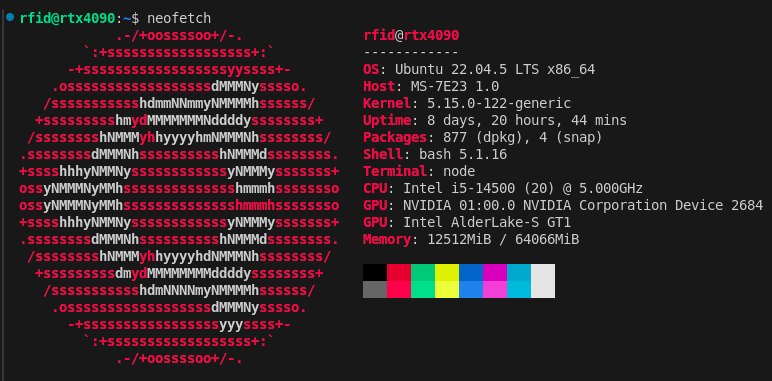 rfid@rtx4090:~$ neofetch
            .-/+oossssoo+/-.               rfid@rtx4090
        `:+ssssssssssssssssss+:`           ------------
      -+ssssssssssssssssssyyssss+-         OS: Ubuntu 22.04.5 LTS x86_64
    .ossssssssssssssssssdMMMNysssso.       Host: MS-7E23 1.0
   /ssssssssssshdmmNNmmyNMMMMhssssss/      Kernel: 5.15.0-122-generic
  +ssssssssshmydMMMMMMMNddddyssssssss+     Uptime: 8 days, 20 hours, 44 mins
 /sssssssshNMMMyhhyyyyhmNMMMNhssssssss/    Packages: 877 (dpkg), 4 (snap)
.ssssssssdMMMNhsssssssssshNMMMdssssssss.   Shell: bash 5.1.16
+sssshhhyNMMNyssssssssssssyNMMMysssssss+   Terminal: node
ossyNMMMNyMMhsssssssssssssshmmmhssssssso   CPU: Intel i5-14500 (20) @ 5.000GHz
ossyNMMMNyMMhsssssssssssssshmmmhssssssso   GPU: NVIDIA 01:00.0 NVIDIA Corporation Device 2684
+sssshhhyNMMNyssssssssssssyNMMMysssssss+   GPU: Intel AlderLake-S GT1
.ssssssssdMMMNhsssssssssshNMMMdssssssss.   Memory: 12512MiB / 64066MiB
 /sssssssshNMMMyhhyyyyhdNMMMNhssssssss/
  +sssssssssdmydMMMMMMMMddddyssssssss+
   /ssssssssssshdmNNNNmyNMMMMhssssss/
    .ossssssssssssssssssdMMMNysssso.
      -+sssssssssssssssssyyyssss+-
        `:+ssssssssssssssssss+:`
            .-/+oossssoo+/-.